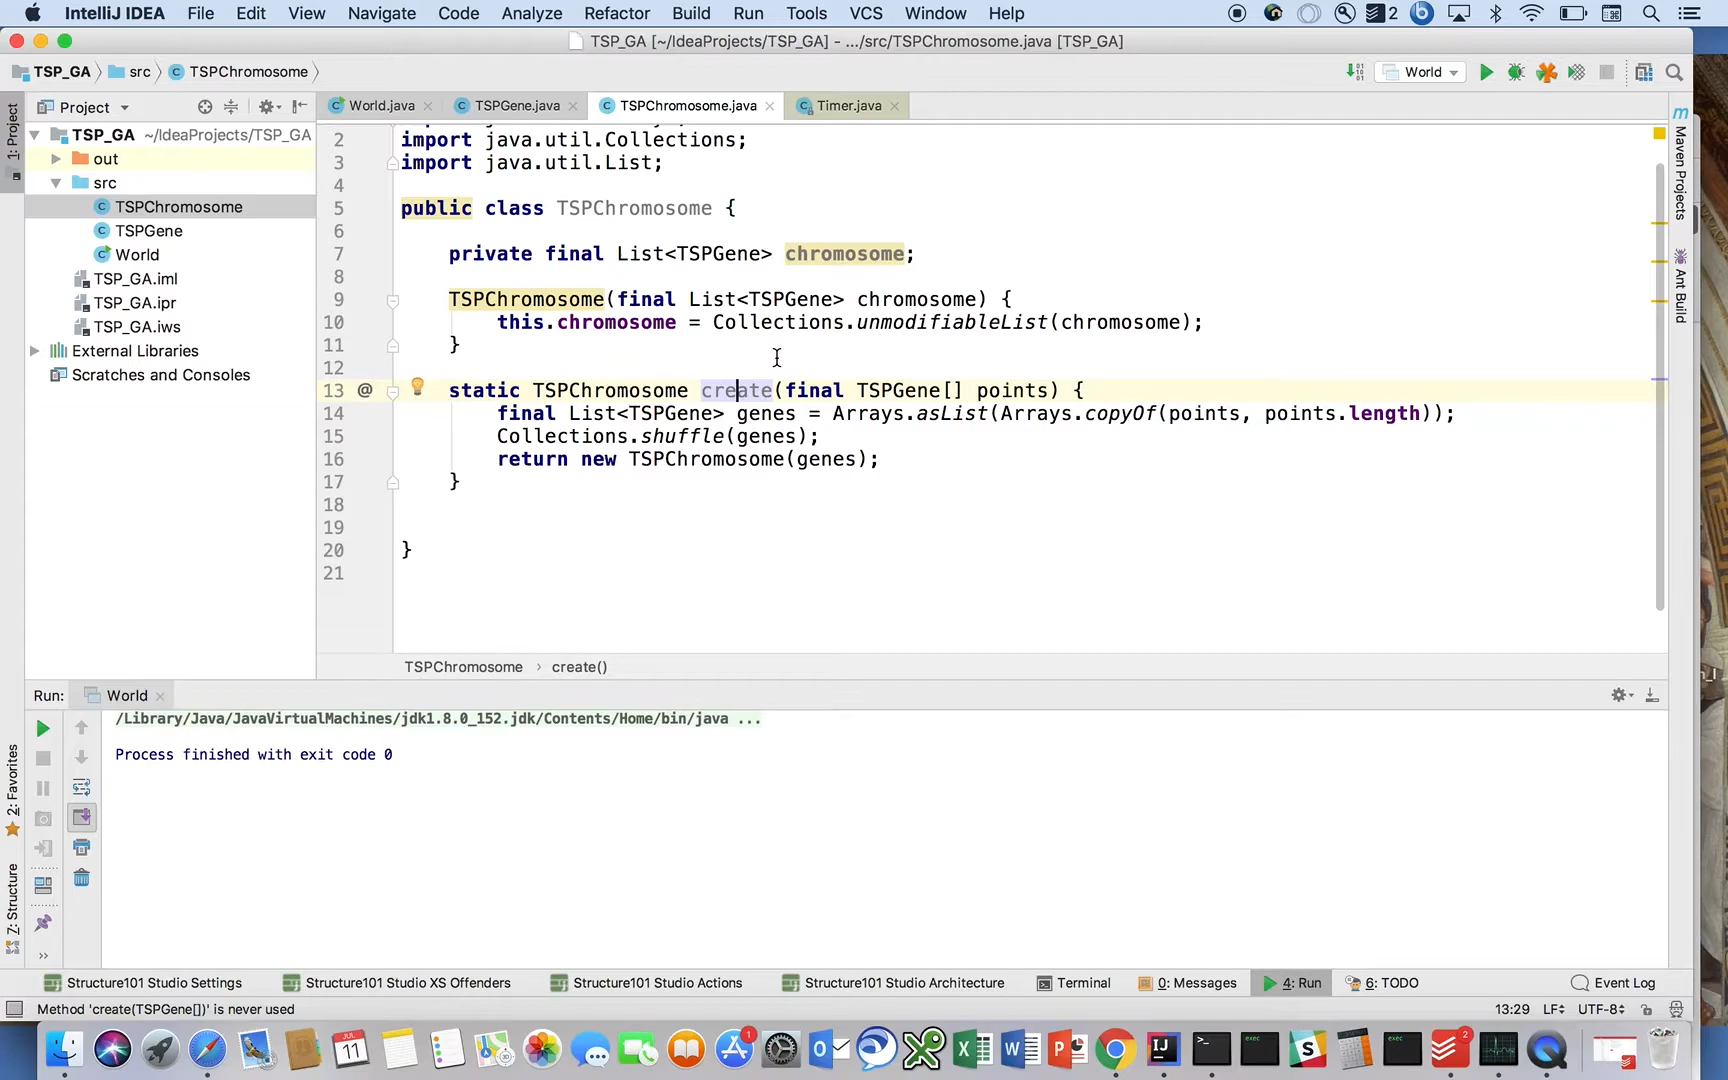 IntelliJ IDEA File Edit View Navigate Code Analyze Refactor Build Run Tools VCS Window Help 2
TSP_GA [~/IdeaProjects/TSP_GA] - .../src/TSPChromosome.java [TSP_GA]
TSP_GA src TSPChromosome World
Project World.java TSPGene.java TSPChromosome.java Timer.java
1: Project
TSP_GA ~/IdeaProjects/TSP_GA
out
src
TSPChromosome
TSPGene
World
TSP_GA.iml
TSP_GA.ipr
TSP_GA.iws
External Libraries
Scratches and Consoles
2 import java.util.Collections;
3 import java.util.List;
4
5 public class TSPChromosome {
6
7 private final List<TSPGene> chromosome;
8
9 TSPChromosome(final List<TSPGene> chromosome) {
10 this.chromosome = Collections.unmodifiableList(chromosome);
11 }
12
13 @ static TSPChromosome create(final TSPGene[] points) {
14 final List<TSPGene> genes = Arrays.asList(Arrays.copyOf(points, points.length));
15 Collections.shuffle(genes);
16 return new TSPChromosome(genes);
17 }
18
19
20 }
21
Maven Projects
Ant Build
TSPChromosome › create()
Run: World
/Library/Java/JavaVirtualMachines/jdk1.8.0_152.jdk/Contents/Home/bin/java ...
Process finished with exit code 0
2: Favorites
7: Structure
Structure101 Studio Settings Structure101 Studio XS Offenders Structure101 Studio Actions Structure101 Studio Architecture Terminal 0: Messages 4: Run 6: TODO Event Log
Method 'create(TSPGene[])' is never used 13:29 LF UTF-8
JUL
11
1
2